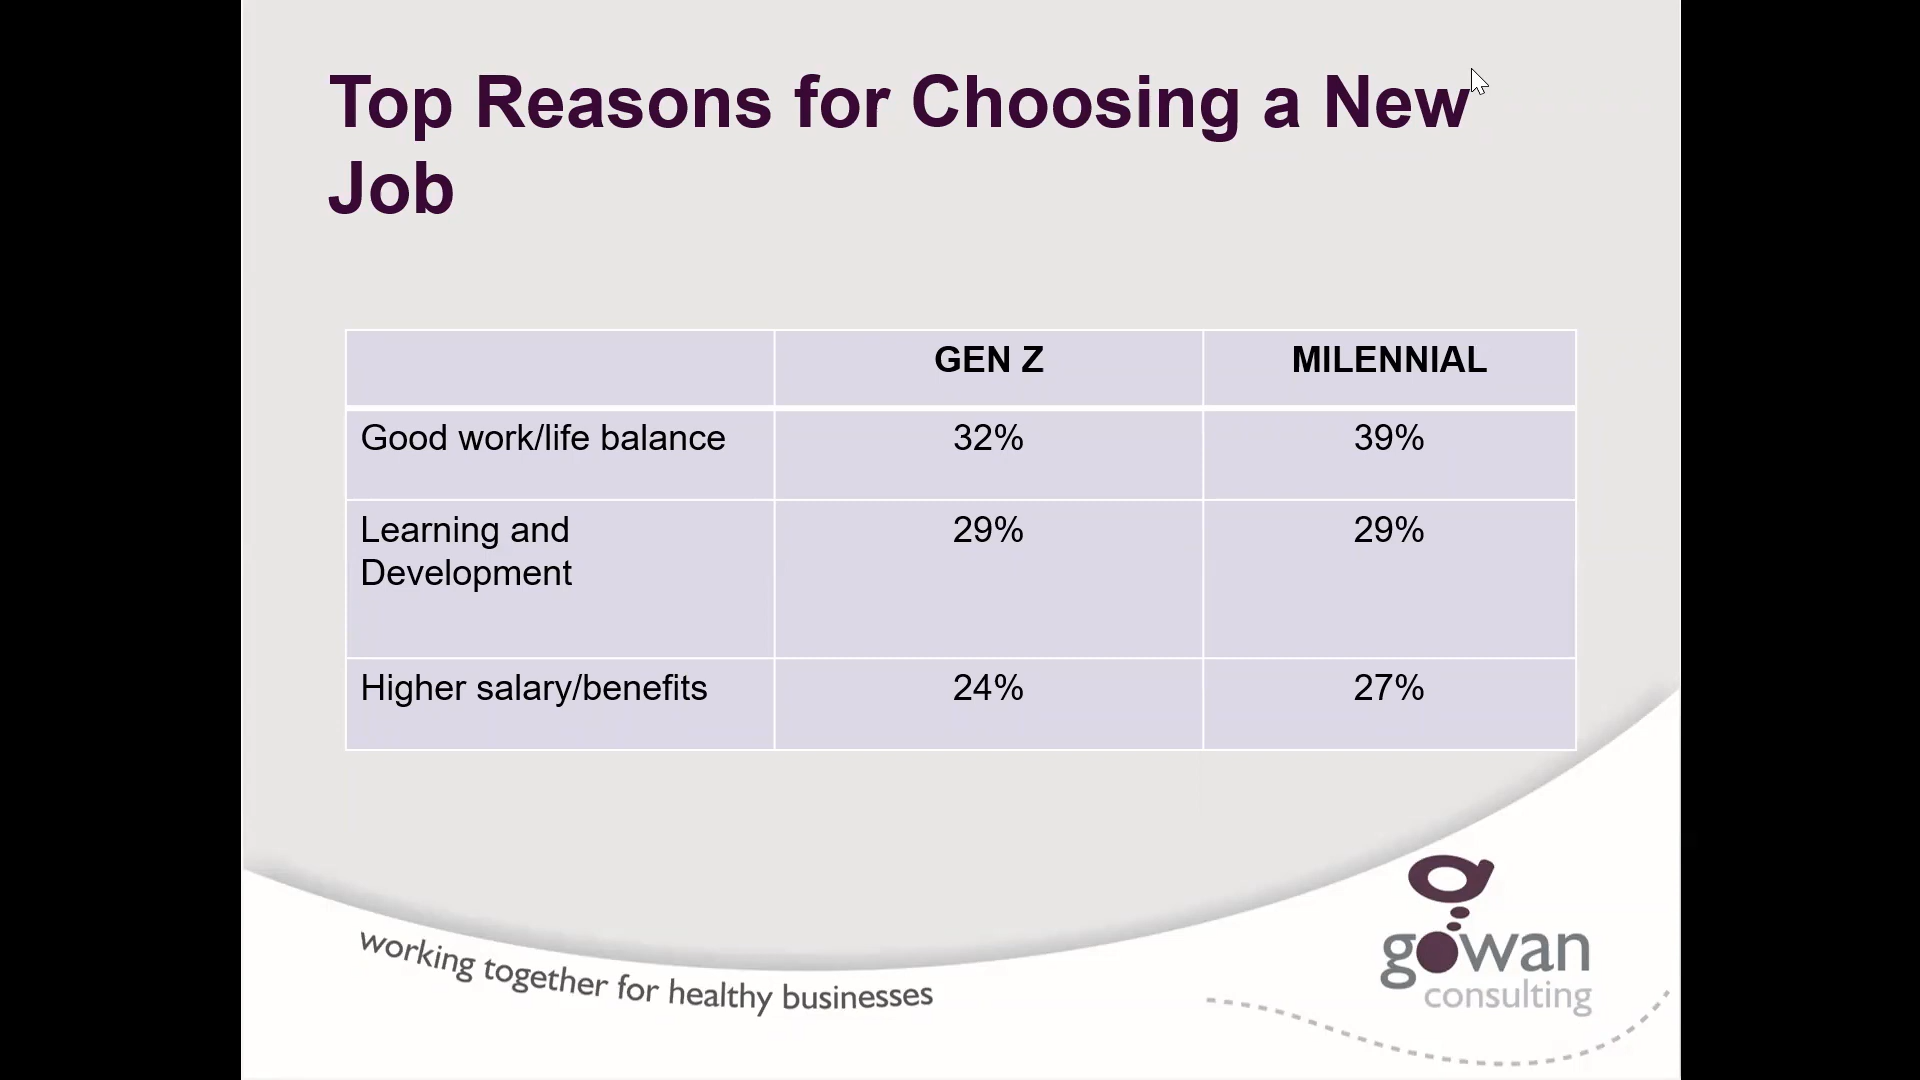 Top Reasons for Choosing a New
Job
GEN Z
MILENNIAL
Good work/life balance
32%
39%
Learning and
Development
29%
29%
Higher salary/benefits
24%
27%
working together for healthy businesses
gowan
consulting